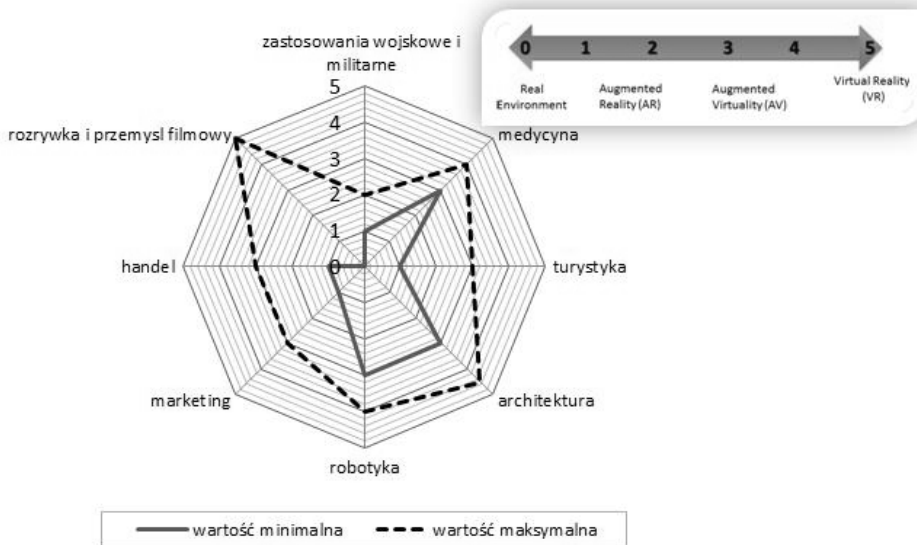 0 1 2 3 4 5
Real
Environment
Augmented
Reality (AR)
Augmented
Virtuality (AV)
Virtual Reality
(VR)
zastosowania wojskowe i
militarne
5
4
3
2
1
0
medycyna
turystyka
architektura
robotyka
marketing
handel
rozrywka i przemysl filmowy
wartość minimalna
wartość maksymalna